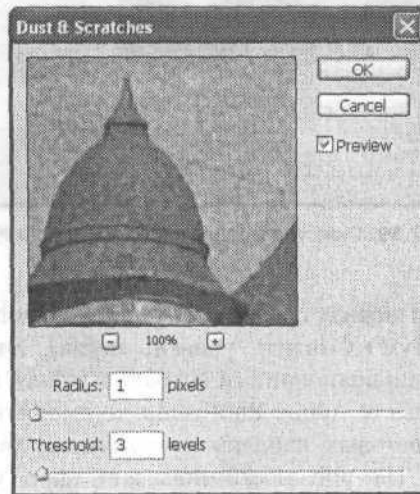 Dust & Scratches
OK
Cancel
Preview
100%
Radius: 1 pixels
Threshold: 3 levels